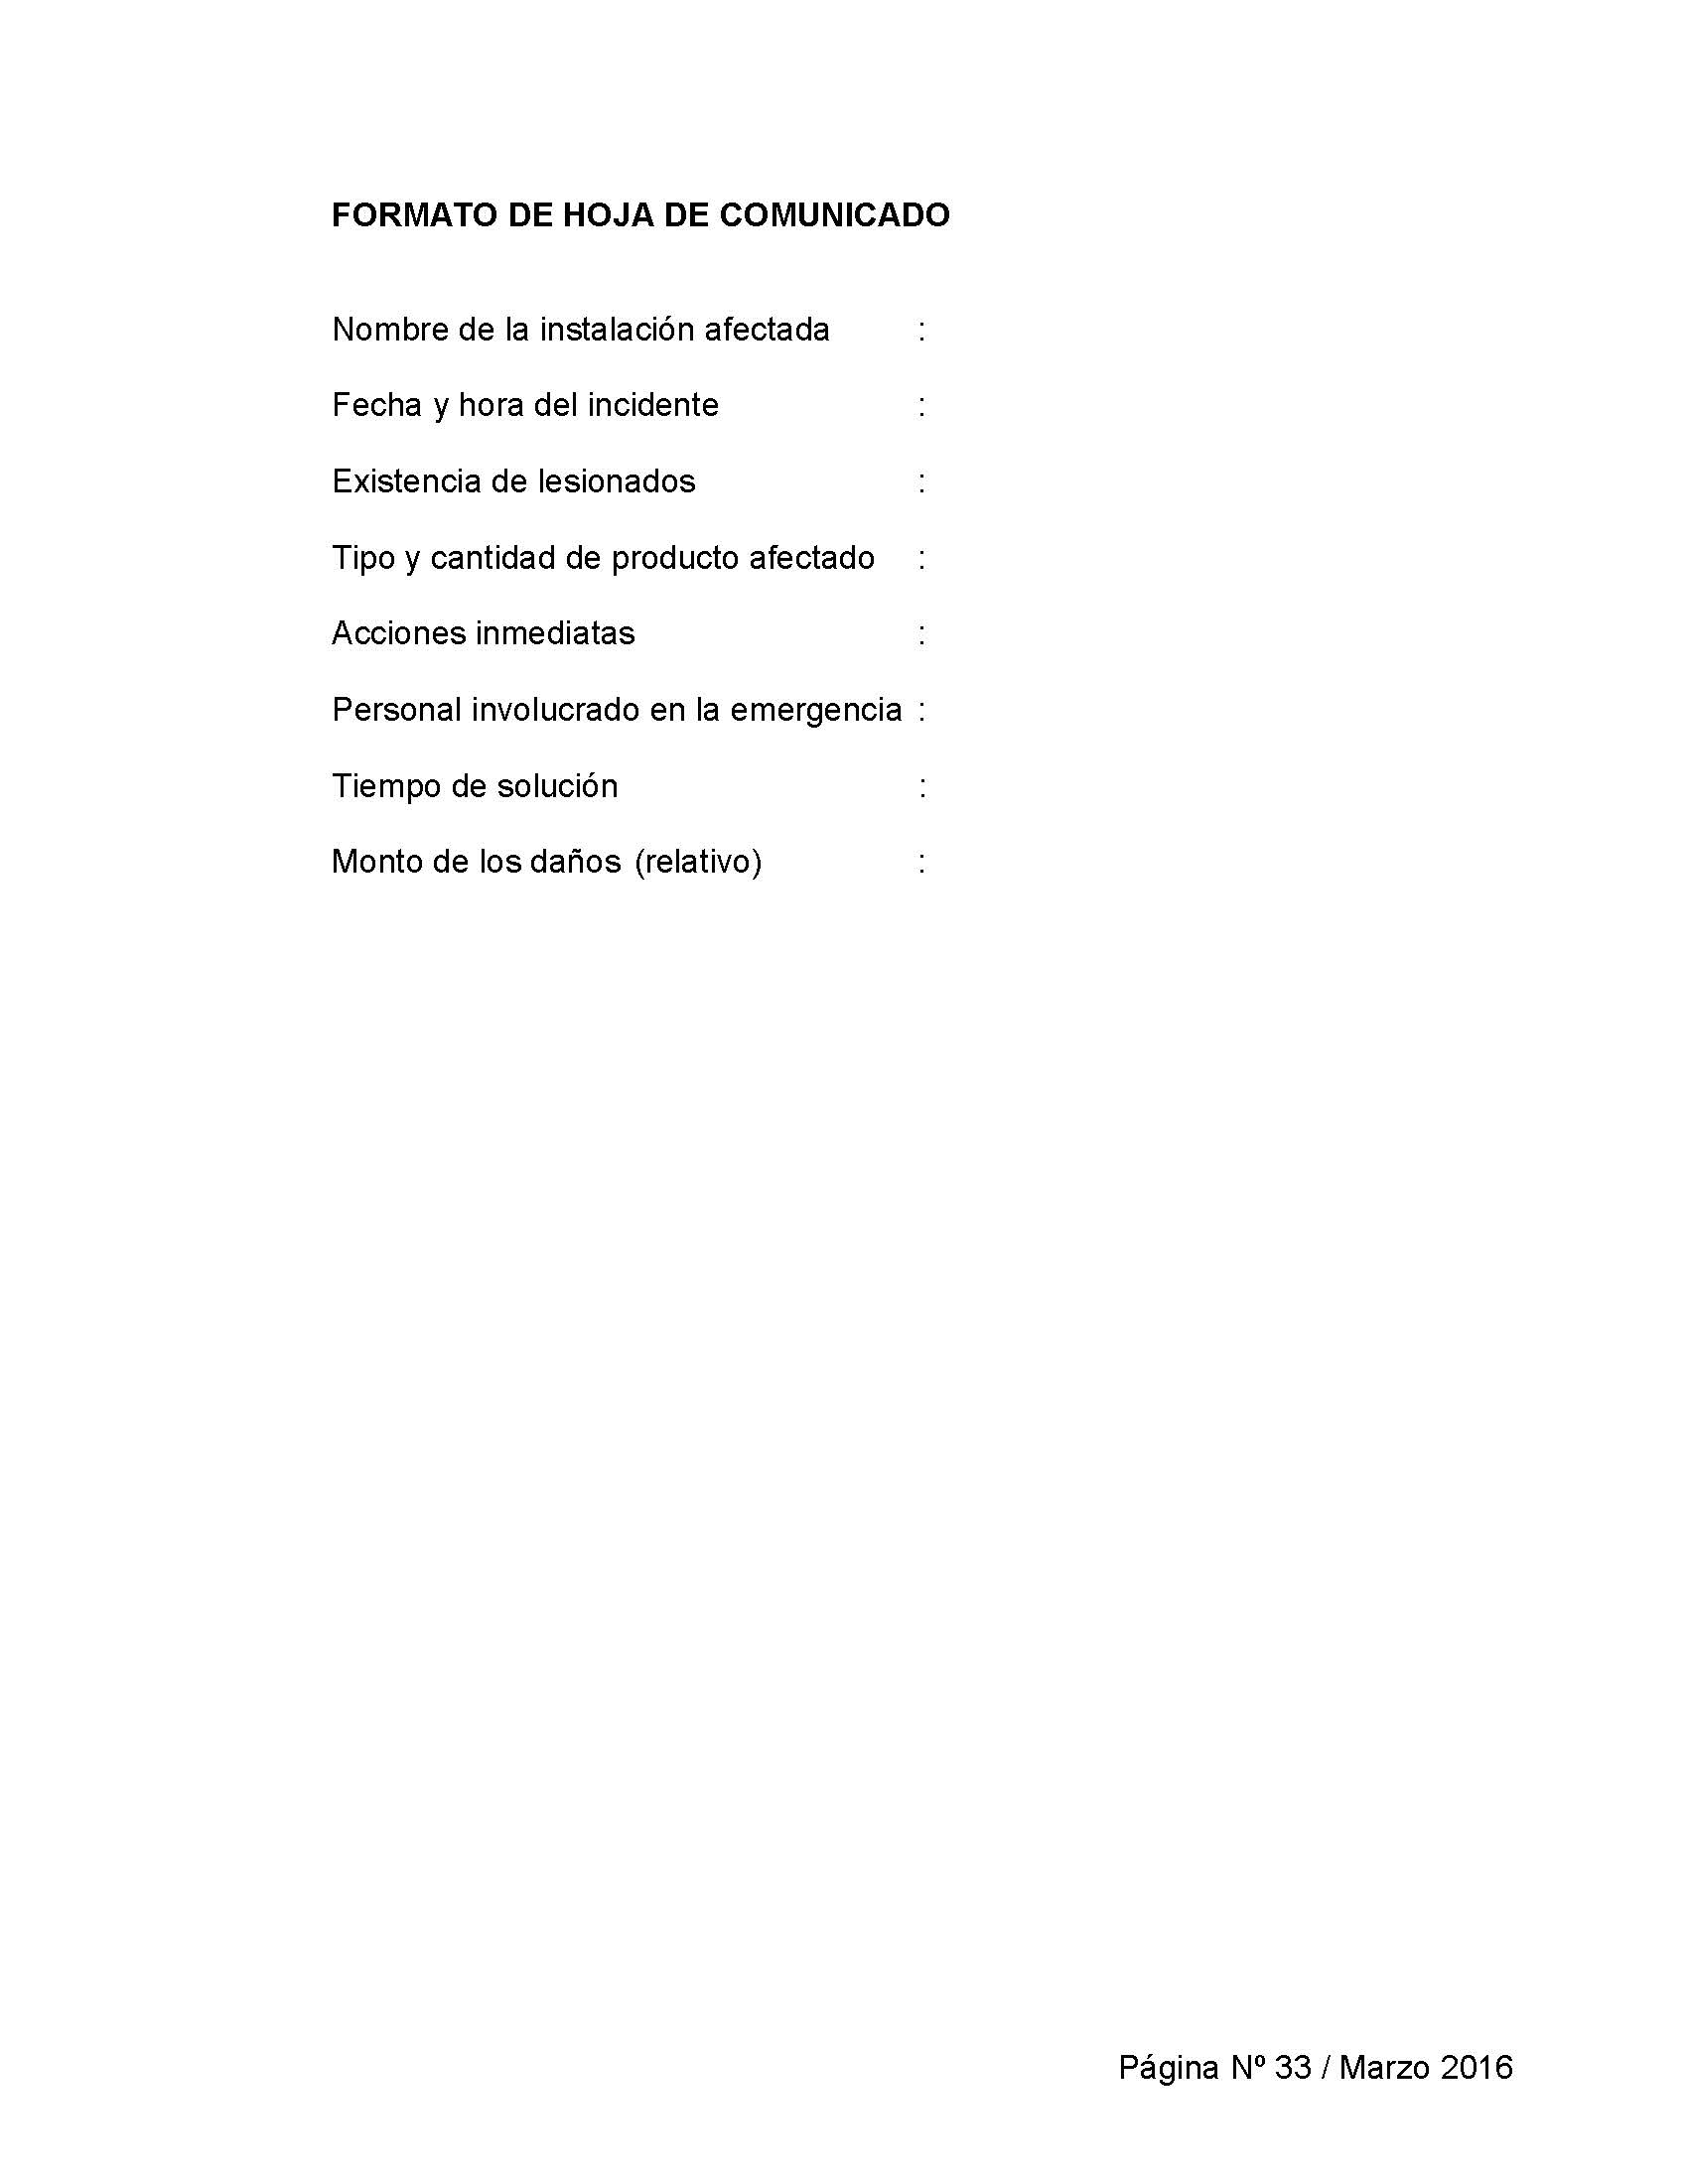 FORMATO DE HOJA DE COMUNICADO
Nombre de la instalación afectada :
Fecha y hora del incidente :
Existencia de lesionados :
Tipo y cantidad de producto afectado :
Acciones inmediatas :
Personal involucrado en la emergencia :
Tiempo de solución :
Monto de los daños (relativo) :
Página Nº 33 / Marzo 2016